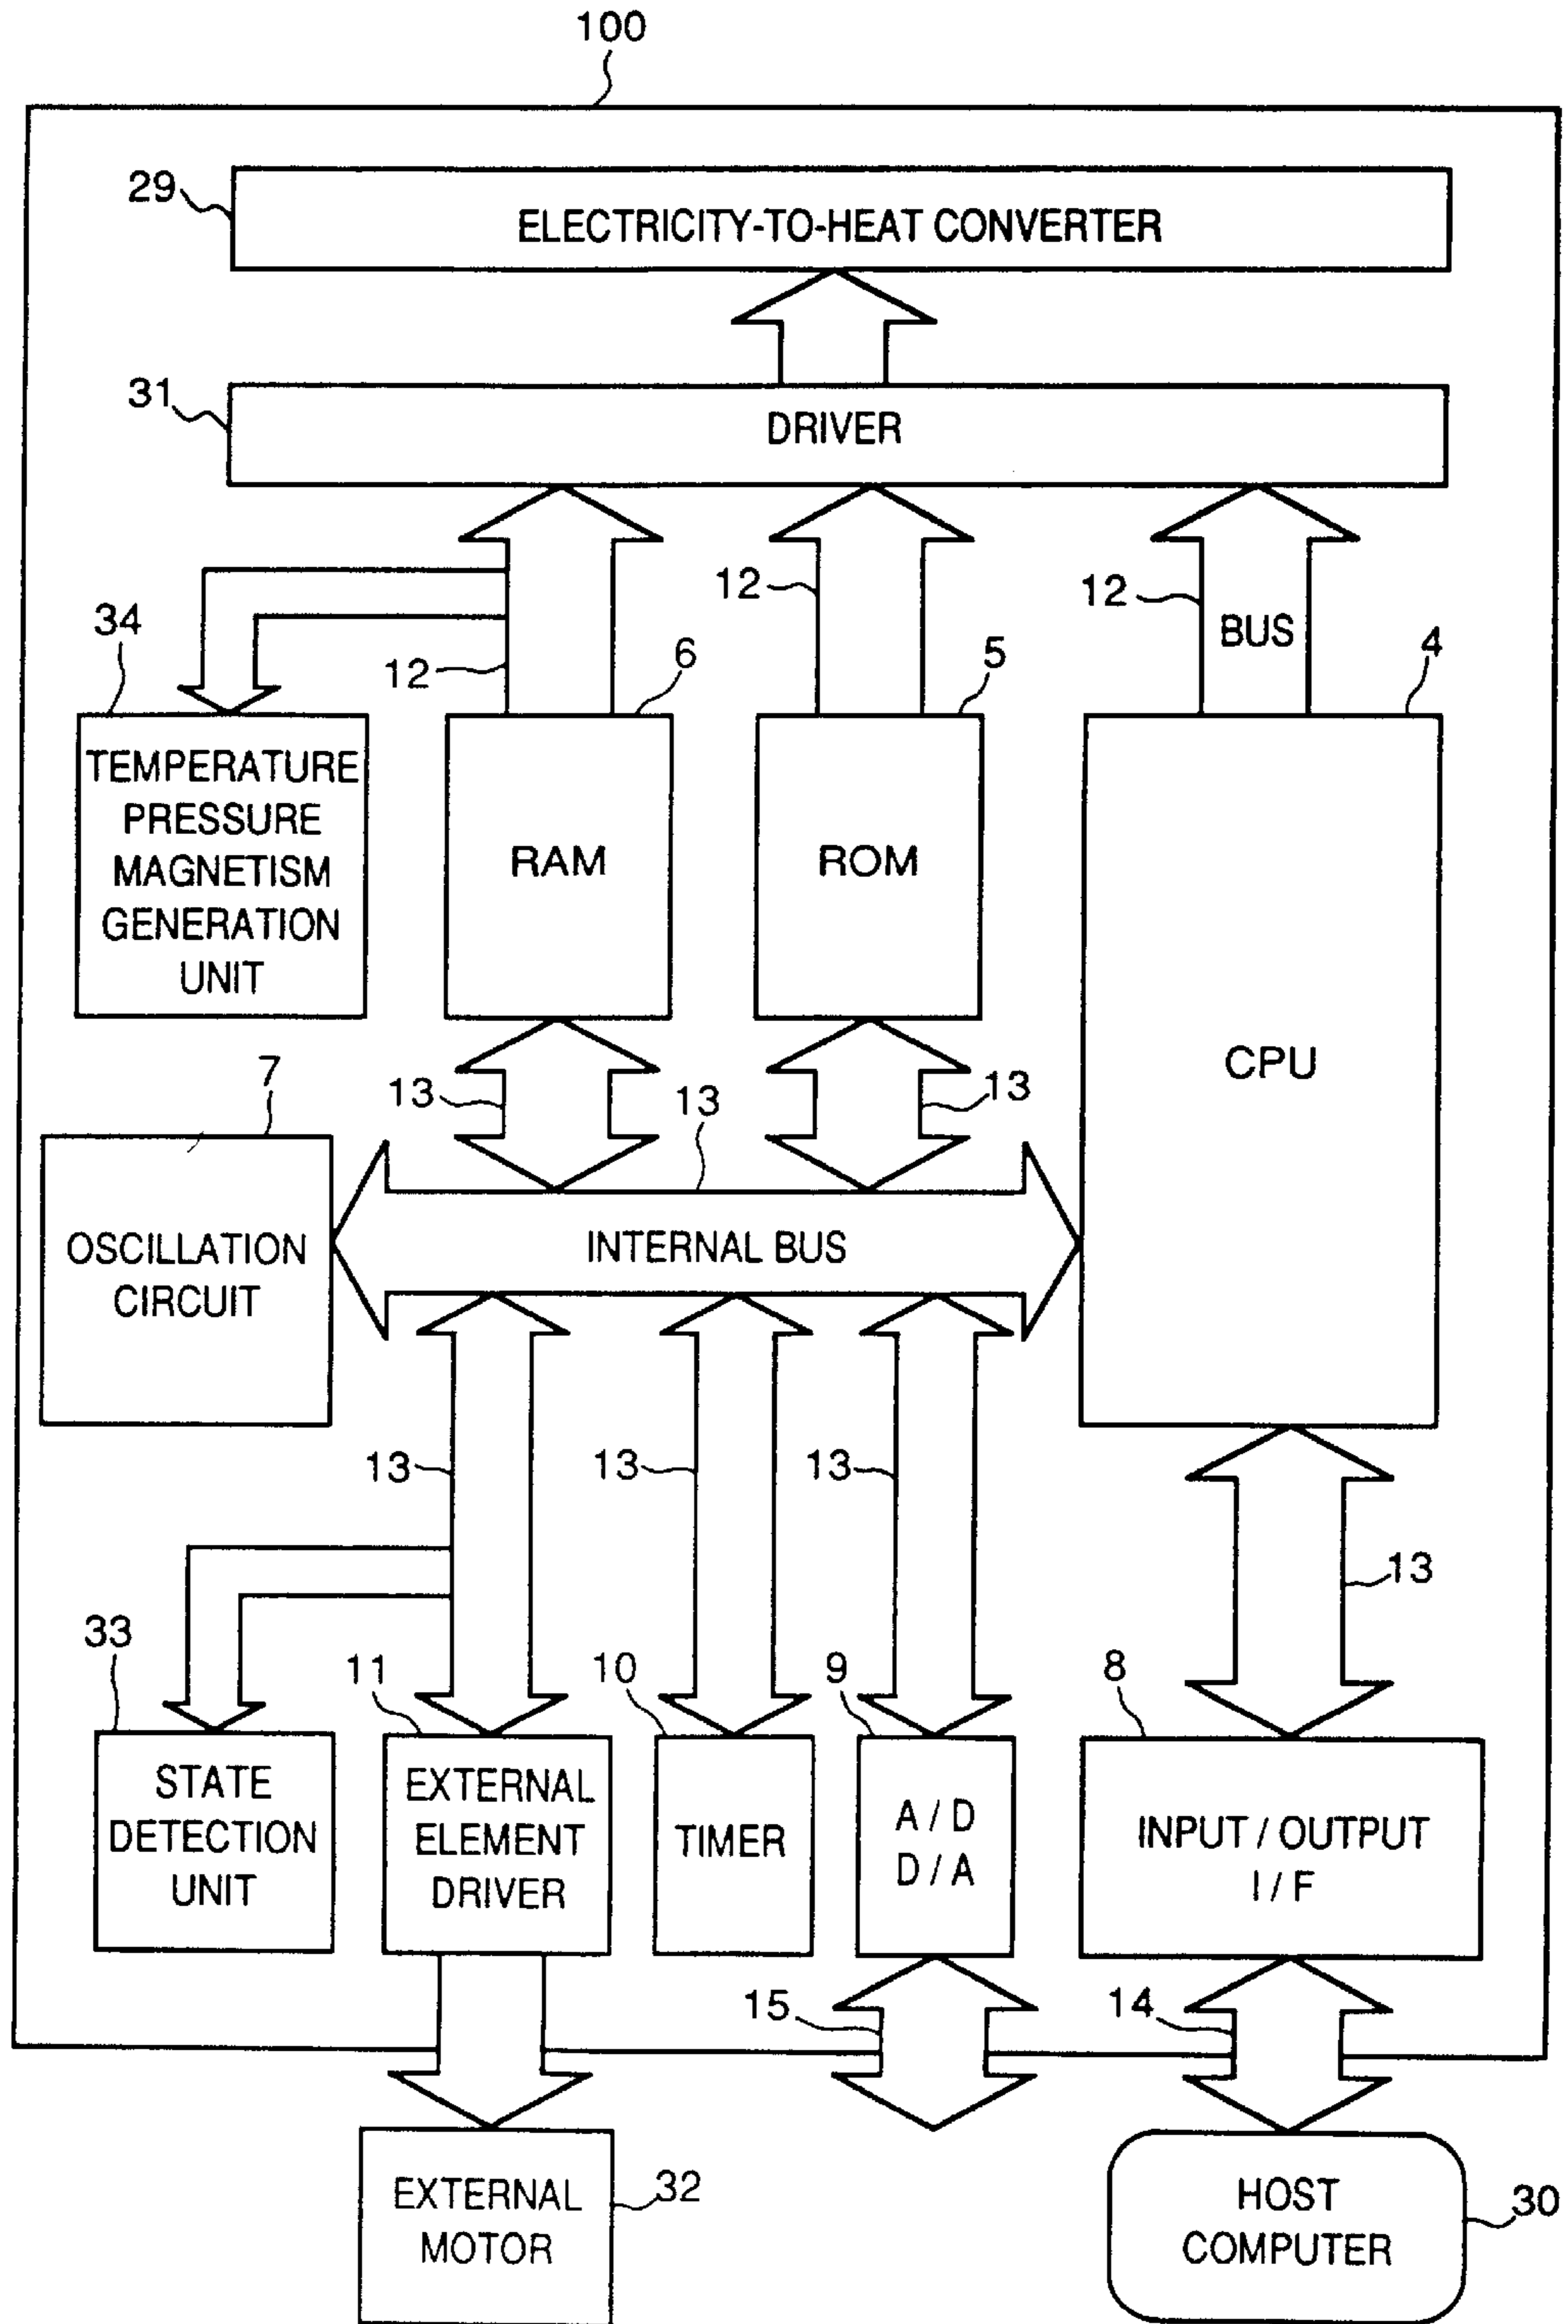 100
29
ELECTRICITY-TO-HEAT CONVERTER
31
DRIVER
12
12
BUS
34
12
6
5
4
TEMPERATURE
PRESSURE
MAGNETISM
GENERATION
UNIT
RAM
ROM
CPU
7
13
13
13
OSCILLATION
CIRCUIT
INTERNAL BUS
13
13
13
13
33
11
10
9
8
STATE
DETECTION
UNIT
EXTERNAL
ELEMENT
DRIVER
TIMER
A / D
D / A
INPUT / OUTPUT
I / F
15
14
EXTERNAL
MOTOR
32
HOST
COMPUTER
30